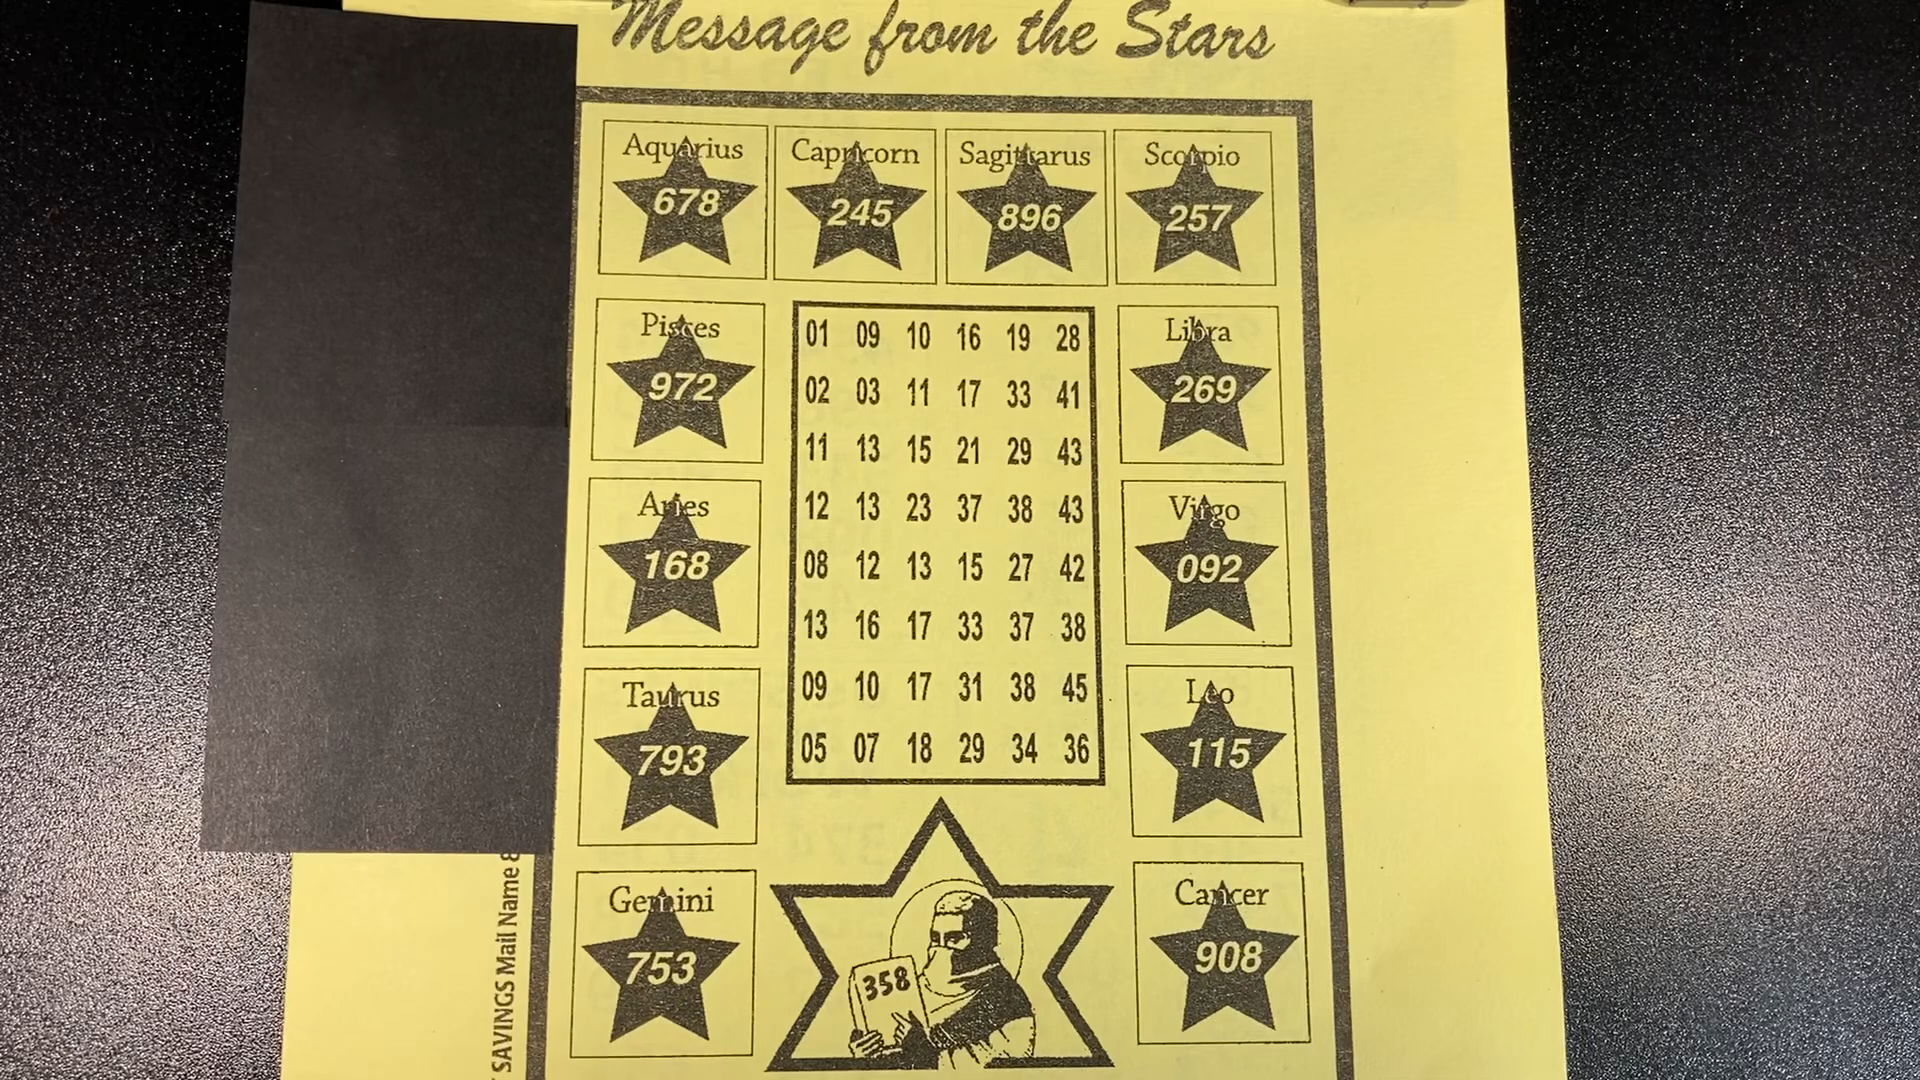 Message from the Stars
Aquarius Capricorn Sagittarus Scorpio
678 245 896 257
Pisces
972
Libra
269
Aries
168
Virgo
092
Taurus
793
Leo
115
Gemini
753
Cancer
908
01 09 10 16 19 28
02 03 11 17 33 41
11 13 15 21 29 43
12 13 23 37 38 43
08 12 13 15 27 42
13 16 17 33 37 38
09 10 17 31 38 45
05 07 18 29 34 36
358
SAVINGS Mail Name &